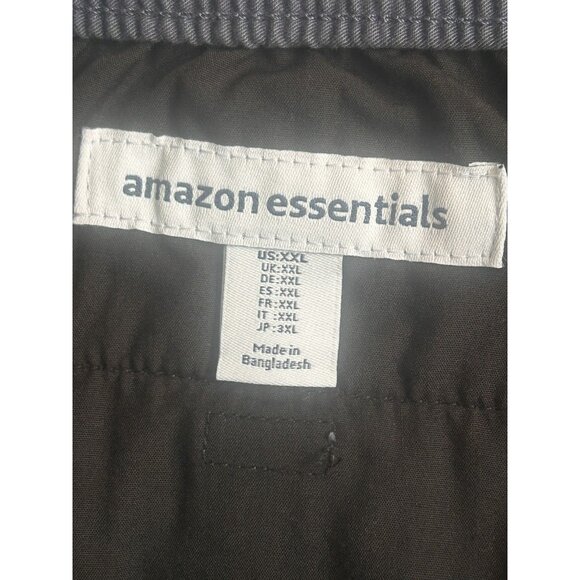 amazon essentials
US:XXL
UK:XXL
DE:XXL
ES:XXL
FR:XXL
IT :XXL
JP :3XL
Made in
Bangladesh